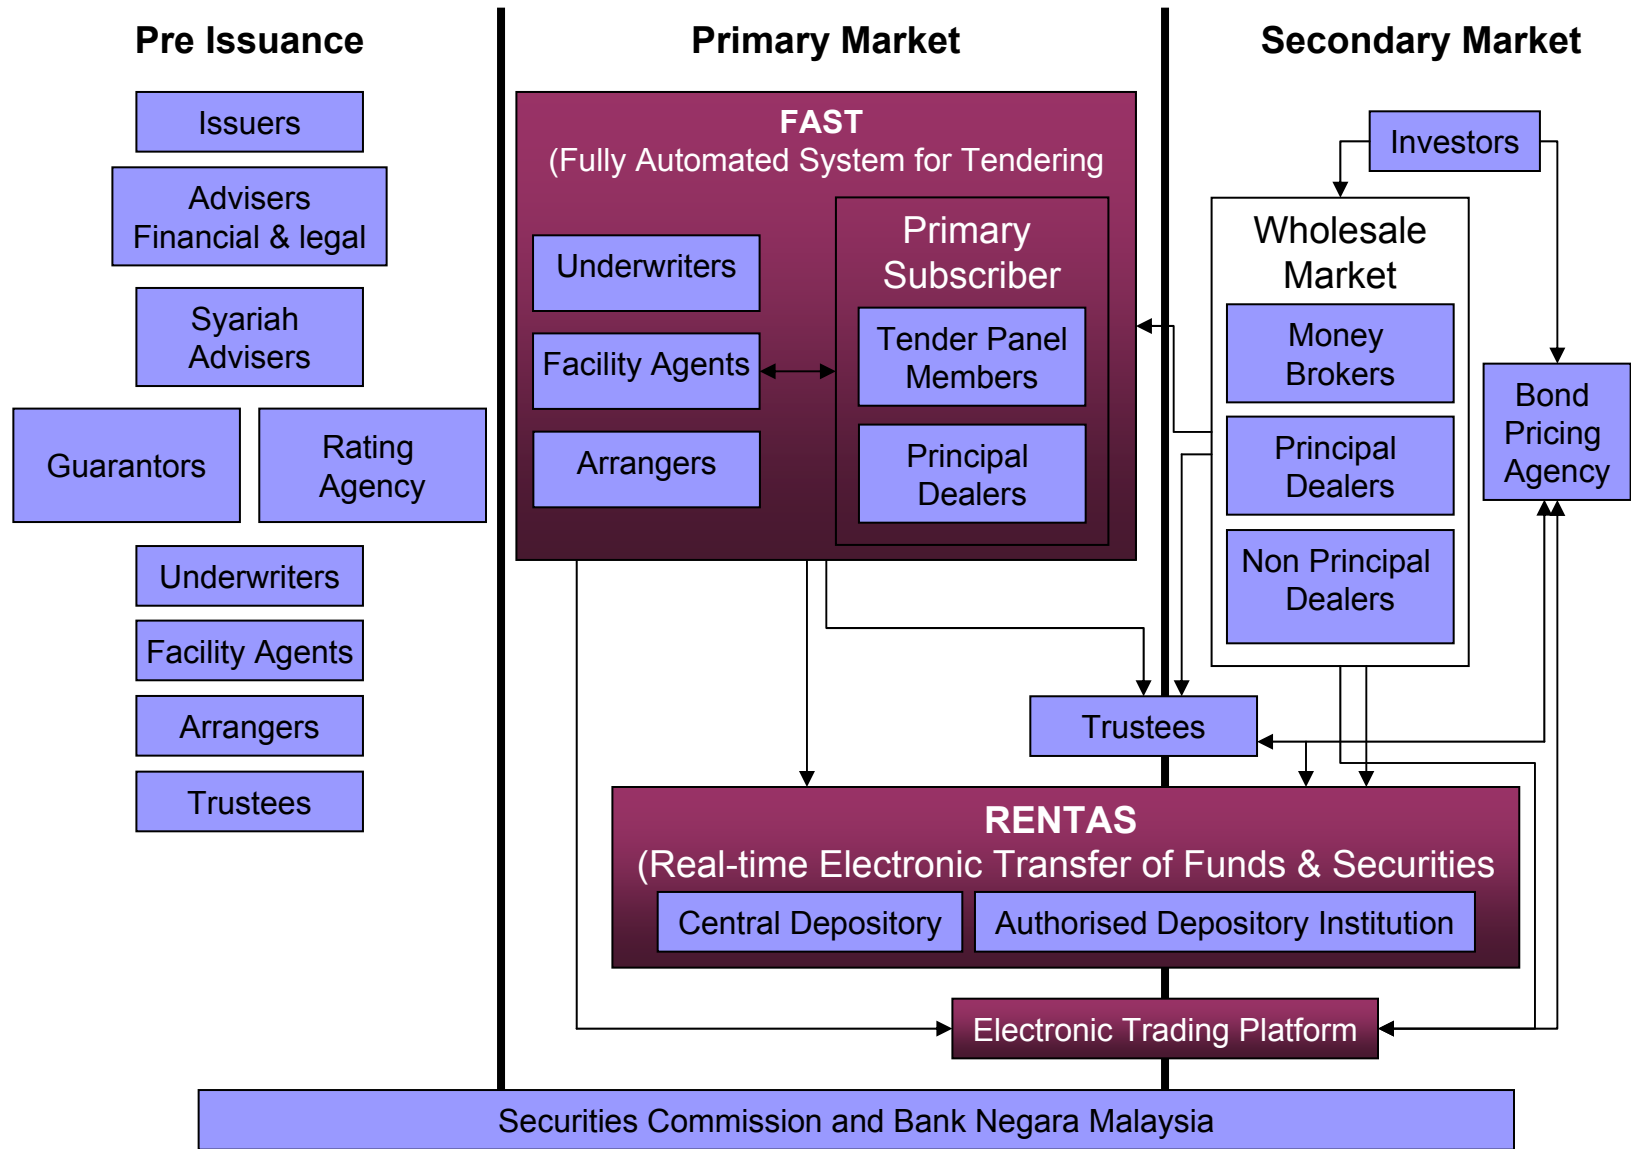 Pre Issuance
Issuers
Advisers
Financial & legal
Syariah
Advisers
Guarantors
Rating
Agency
Underwriters
Facility Agents
Arrangers
Trustees
Primary Market
FAST
(Fully Automated System for Tendering
Underwriters
Facility Agents
Arrangers
Primary
Subscriber
Tender Panel
Members
Principal
Dealers
Secondary Market
Investors
Wholesale
Market
Money
Brokers
Principal
Dealers
Non Principal
Dealers
Bond
Pricing
Agency
Trustees
RENTAS
(Real-time Electronic Transfer of Funds & Securities
Central Depository
Authorised Depository Institution
Electronic Trading Platform
Securities Commission and Bank Negara Malaysia